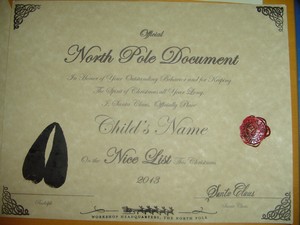 Official
North Pole Document
In Honor of Your Outstanding Behavior and for Keeping
The Spirit of Christmas all Year Long
I Santa Claus, Officially Place
Child's Name
On the Nice List This Christmas
2013
Santa Claus
Santa Claus
WORKSHOP HEADQUARTERS, THE NORTH POLE